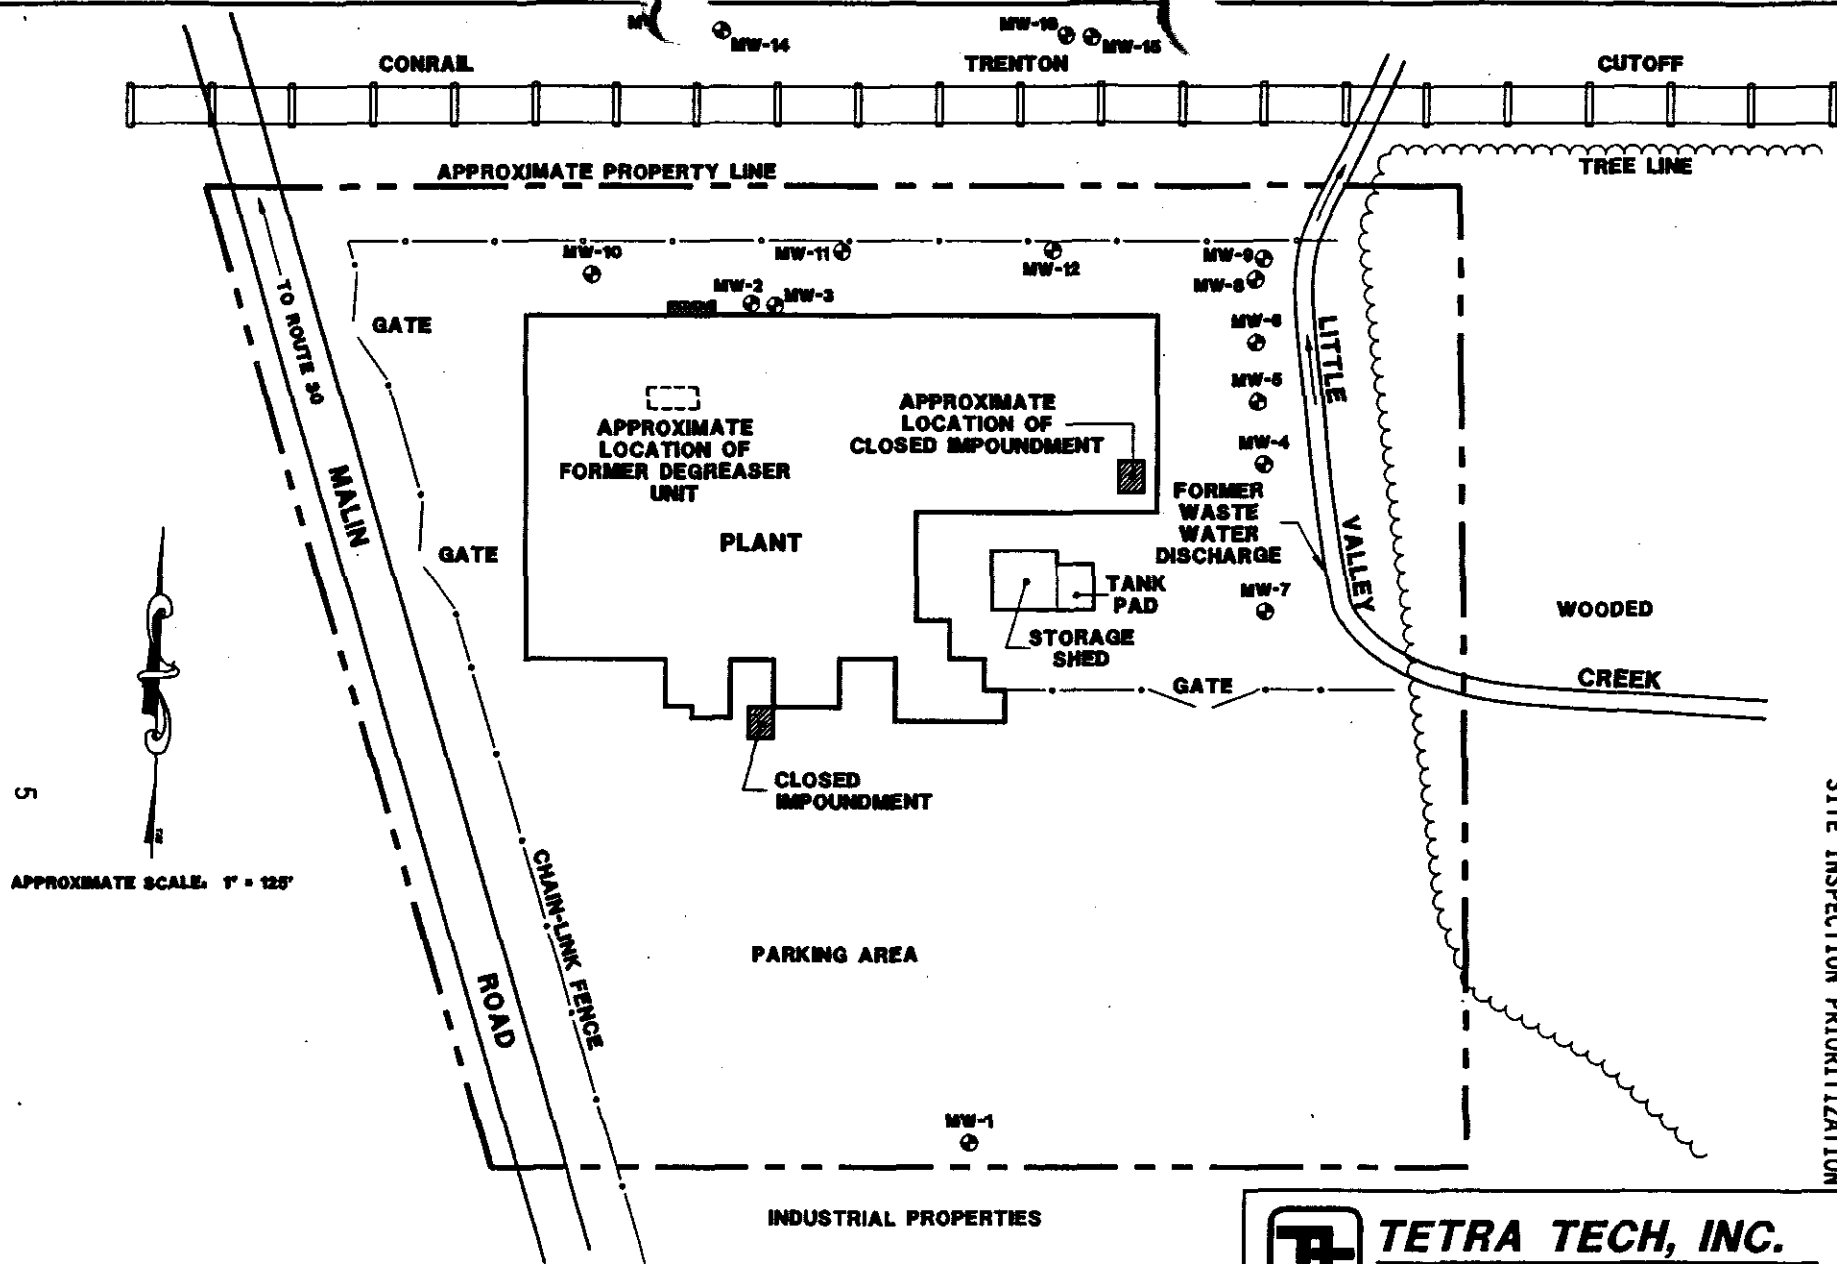 MW-14
MW-16
MW-15
CONRAIL
TRENTON
CUTOFF
APPROXIMATE PROPERTY LINE
TREE LINE
MW-10
MW-11
MW-12
MW-9
MW-8
MW-2
MW-3
GATE
TO ROUTE 30
MW-6
LITTLE
MW-5
APPROXIMATE
LOCATION OF
FORMER DEGREASER
UNIT
APPROXIMATE
LOCATION OF
CLOSED IMPOUNDMENT
MW-4
MALIN
FORMER
WASTE
WATER
DISCHARGE
GATE
PLANT
VALLEY
TANK
PAD
MW-7
WOODED
STORAGE
SHED
GATE
CREEK
CLOSED
IMPOUNDMENT
5
APPROXIMATE SCALE: 1" = 125'
CHAIN-LINK FENCE
PARKING AREA
ROAD
SITE INSPECTION PRIORITIZATION
MW-1
INDUSTRIAL PROPERTIES
TETRA TECH, INC.